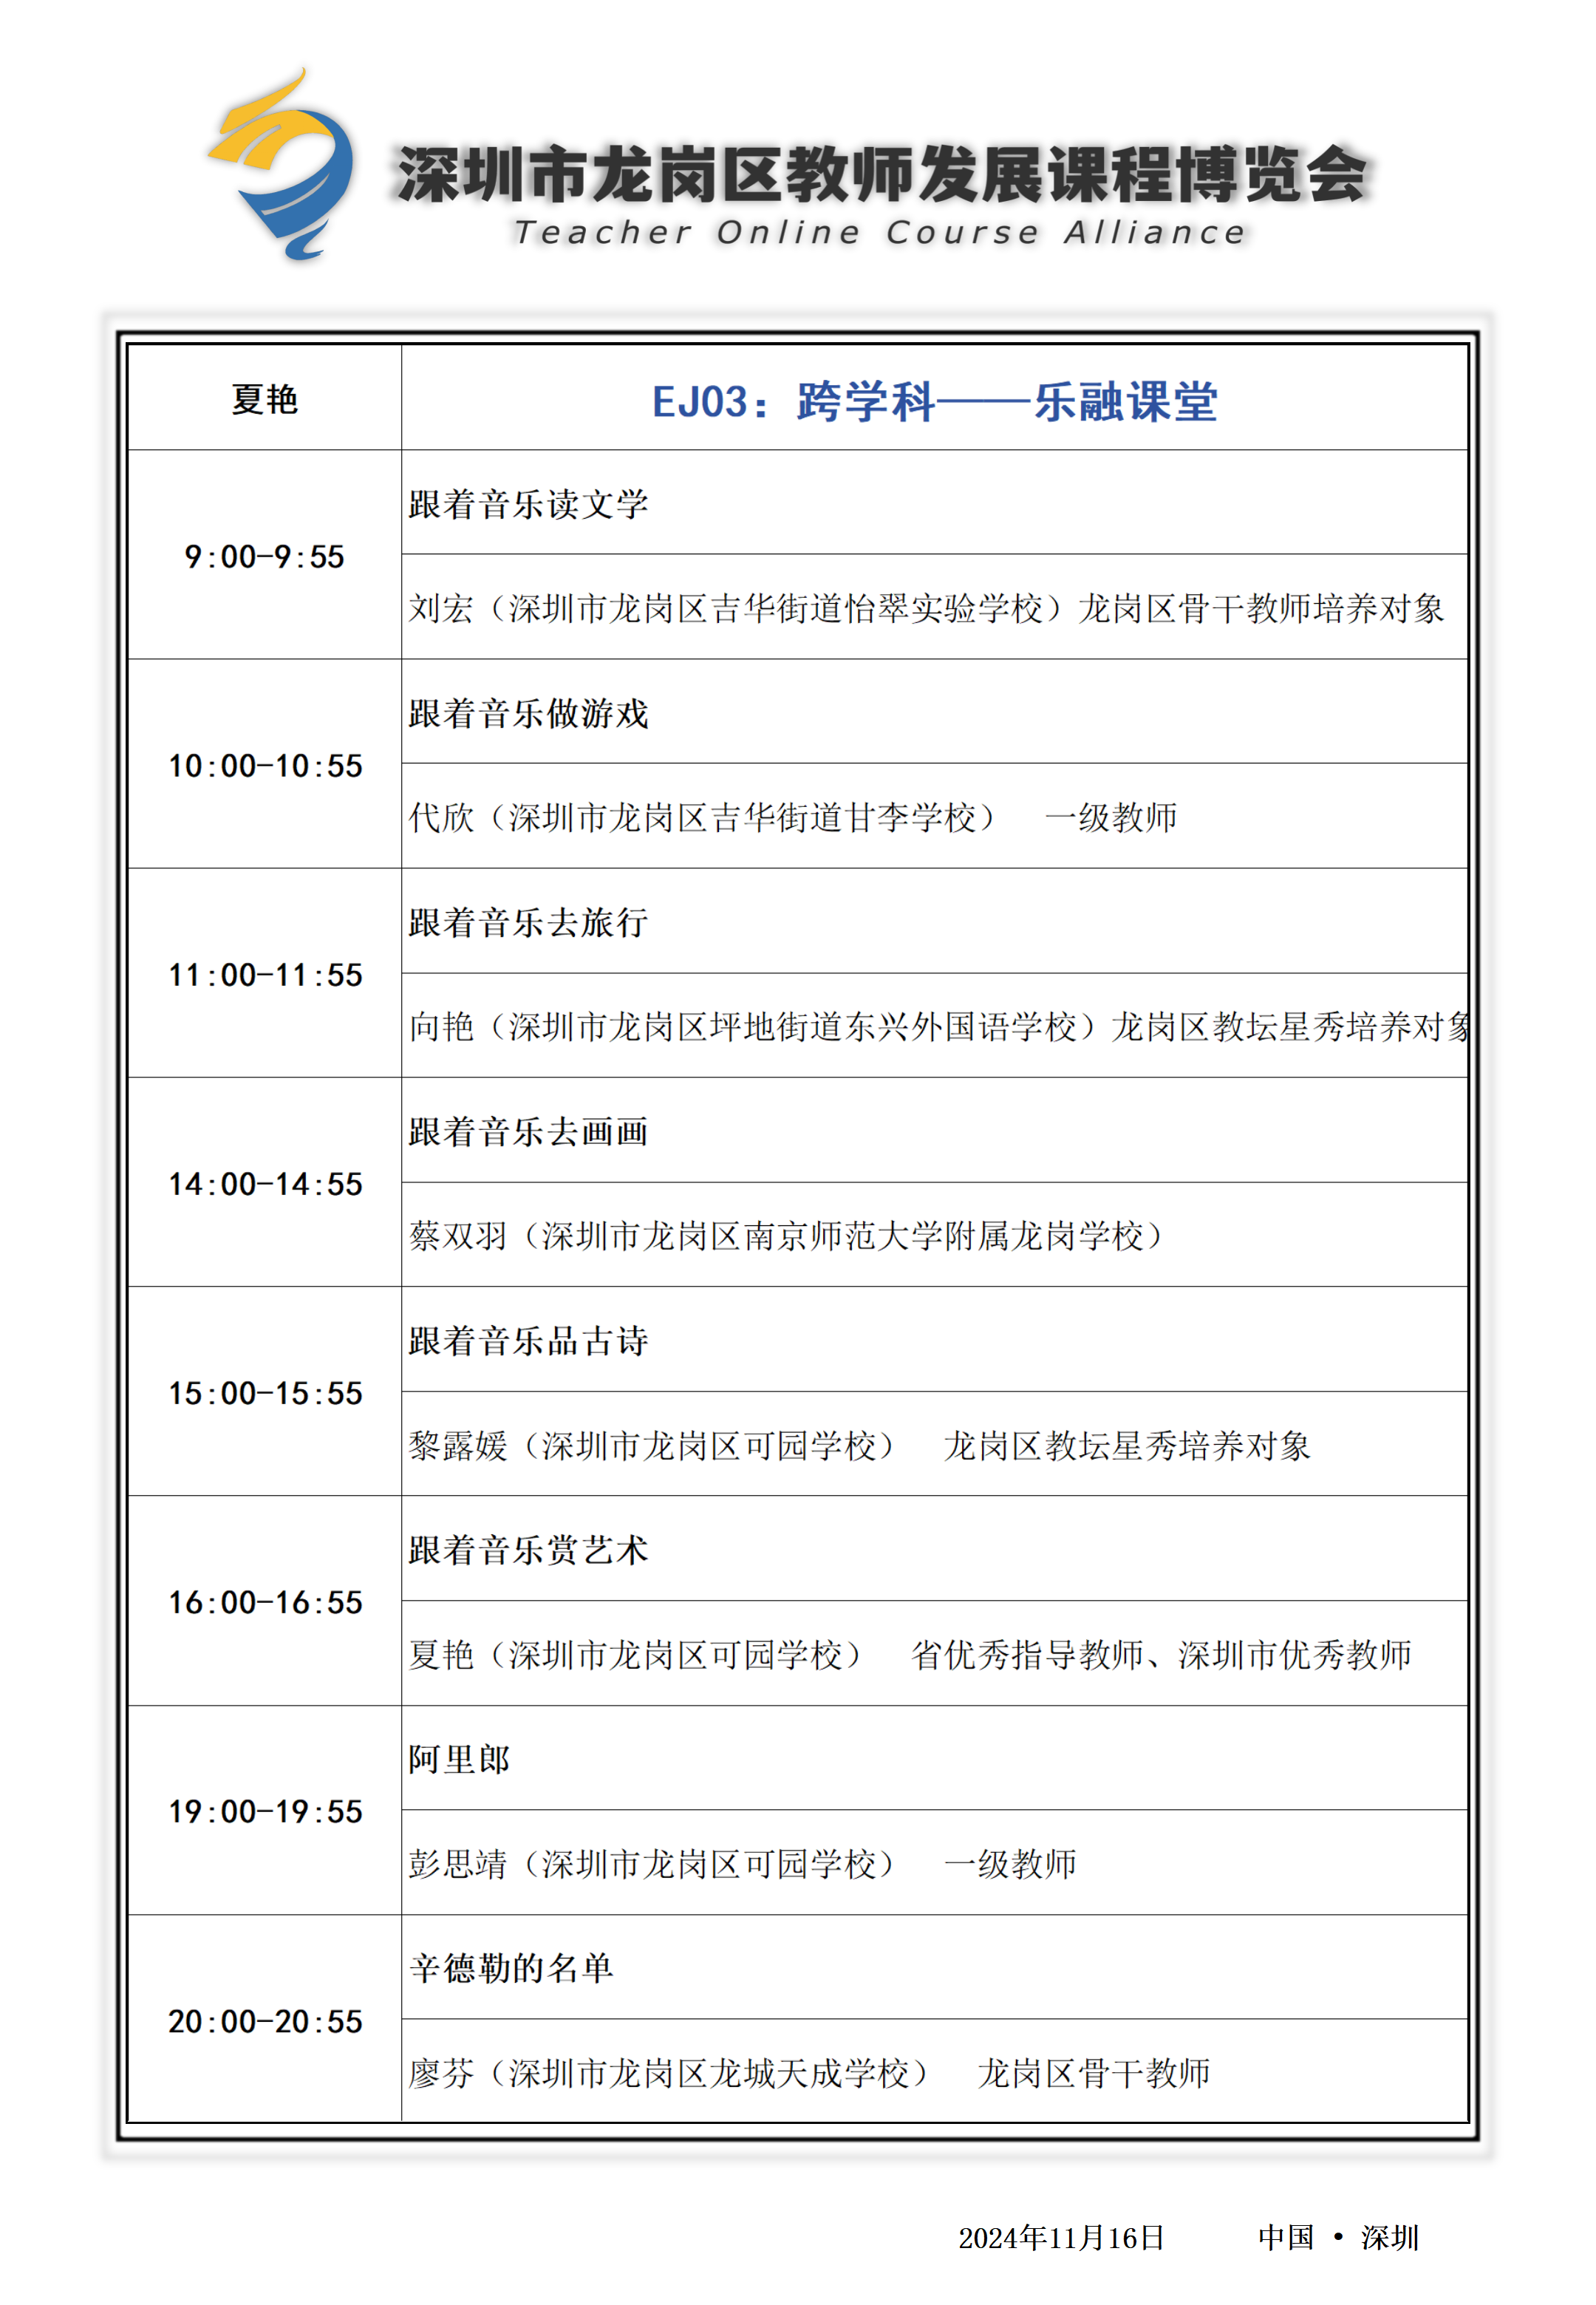 深圳市龙岗区教师发展课程博览会
Teacher Online Course Alliance
夏艳
EJ03：跨学科——乐融课堂
9:00-9:55
跟着音乐读文学
刘宏（深圳市龙岗区吉华街道怡翠实验学校）龙岗区骨干教师培养对象
10:00-10:55
跟着音乐做游戏
代欣（深圳市龙岗区吉华街道甘李学校） 一级教师
11:00-11:55
跟着音乐去旅行
向艳（深圳市龙岗区坪地街道东兴外国语学校）龙岗区教坛星秀培养对象
14:00-14:55
跟着音乐去画画
蔡双羽（深圳市龙岗区南京师范大学附属龙岗学校）
15:00-15:55
跟着音乐品古诗
黎露媛（深圳市龙岗区可园学校） 龙岗区教坛星秀培养对象
16:00-16:55
跟着音乐赏艺术
夏艳（深圳市龙岗区可园学校） 省优秀指导教师、深圳市优秀教师
19:00-19:55
阿里郎
彭思靖（深圳市龙岗区可园学校） 一级教师
20:00-20:55
辛德勒的名单
廖芬（深圳市龙岗区龙城天成学校） 龙岗区骨干教师
2024年11月16日 中国 • 深圳